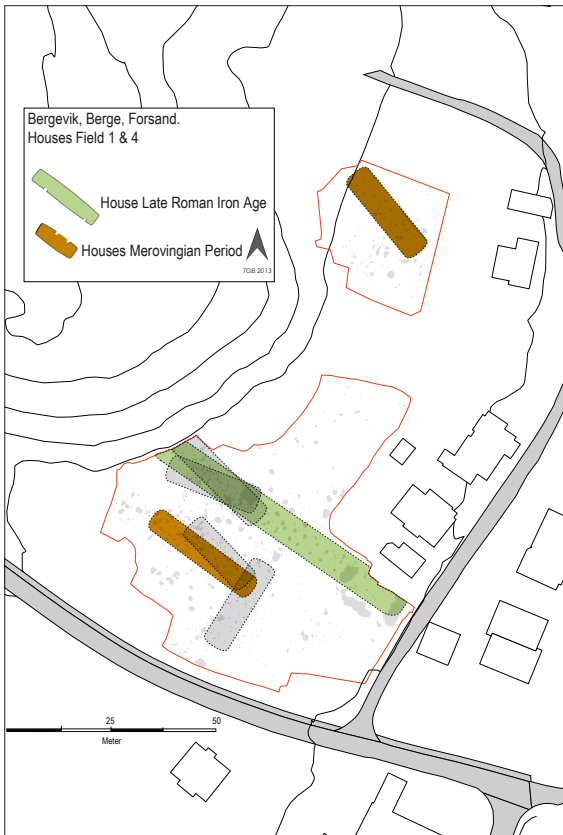 Bergevik, Berge, Forsand.
Houses Field 1 & 4
House Late Roman Iron Age
Houses Merovingian Period
TGB 2013
25 50
Meter